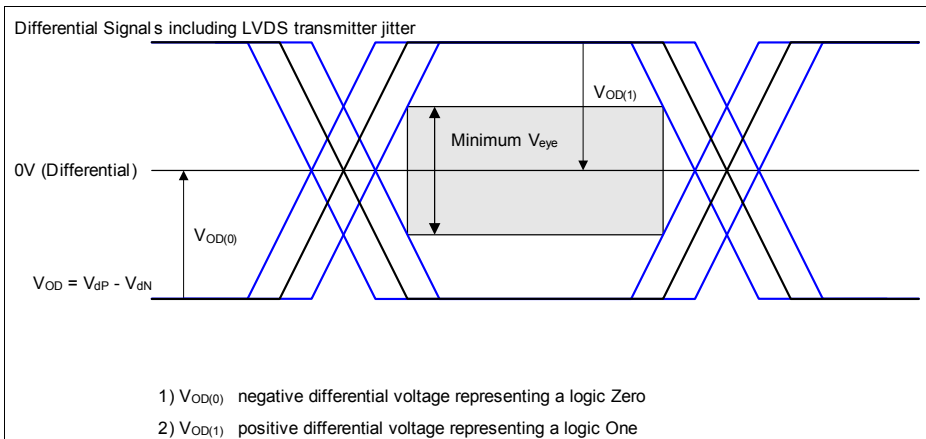 Differential Signals including LVDS transmitter jitter
VOD(1)
Minimum Veye
0V (Differential)
VOD(0)
VOD = VdP - VdN
1) VOD(0) negative differential voltage representing a logic Zero
2) VOD(1) positive differential voltage representing a logic One